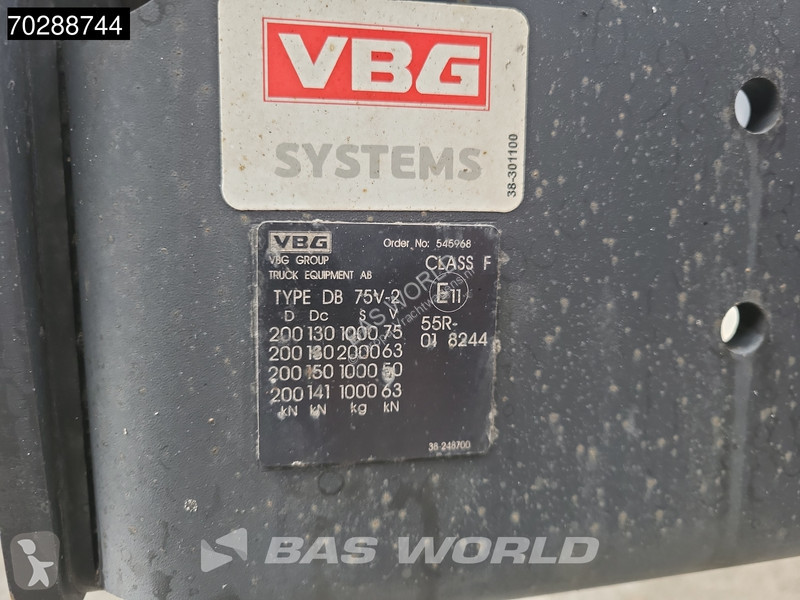 70288744
VBG
SYSTEMS
38-301100
VBG
Order No: 545968
VBG GROUP
TRUCK EQUIPMENT AB
CLASS F
TYPE DB 75V-2
E11
D Dc S V
200 130 1000 75
55R-
200 130 2000 63
01 8244
200 150 1000 50
200 141 1000 63
kN kN kg kN
38-248700
BAS WORLD
BAS WORLD